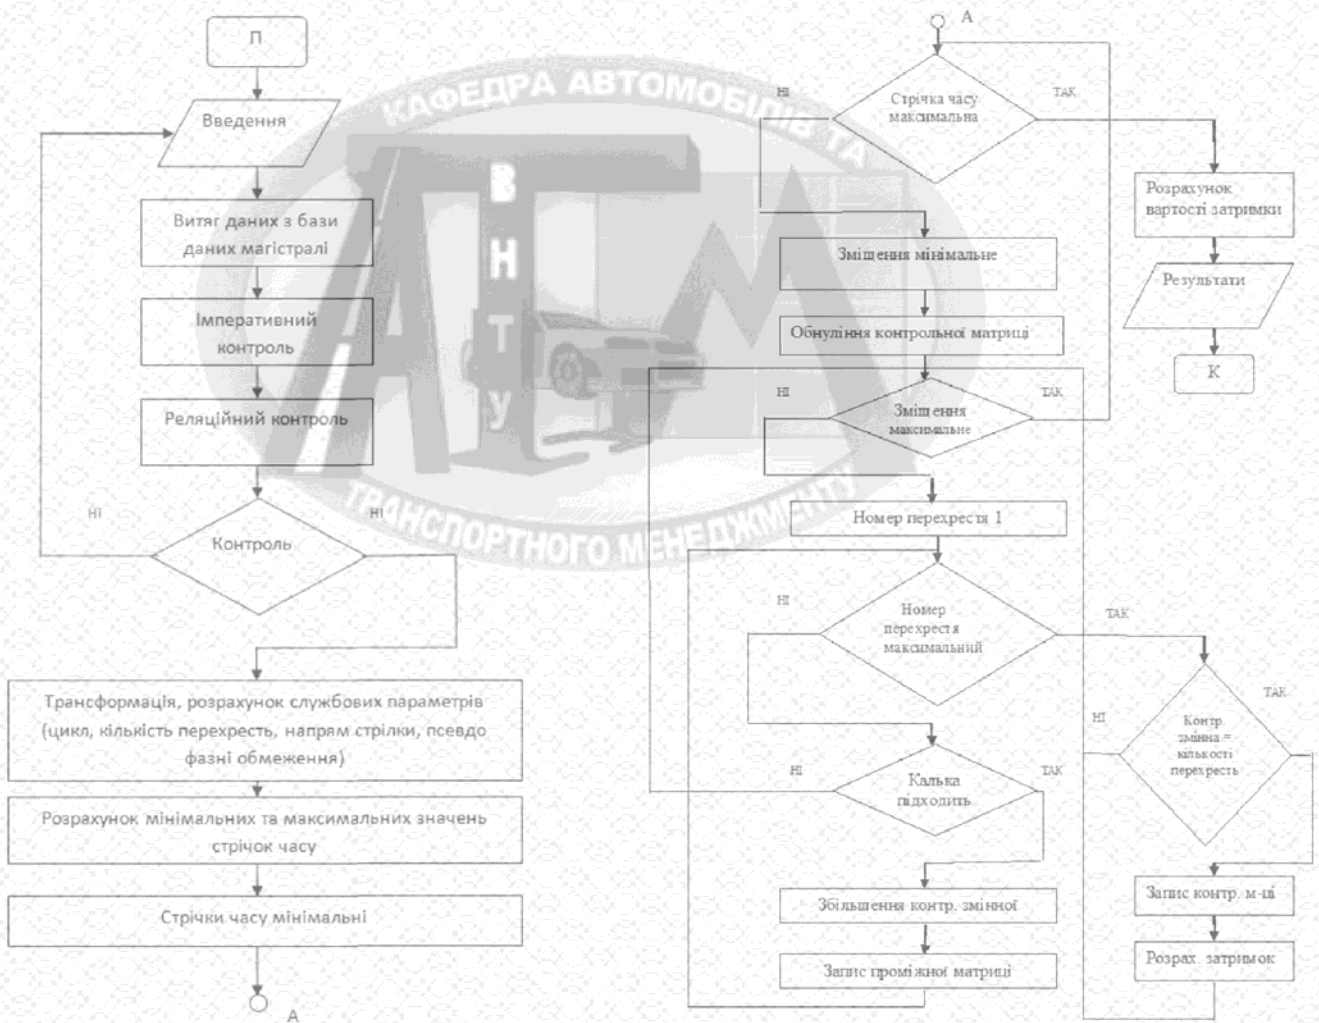 П
Введення
Витяг даних з бази
даних магістралі
Імперативний
контроль
Реляційний контроль
НІ
НІ
Контроль
Трансформація, розрахунок службових параметрів
(цикл, кількість перехресть, напрям стрілки, псевдо
фазні обмеження)
Розрахунок мінімальних та максимальних значень
стрічок часу
Стрічки часу мінімальні
А
А
НІ
Стрічка часу
максимальна
ТАК
Розрахунок
вартості затримки
Результати
К
Зміщення мінімальне
Обнуління контрольної матриці
НІ
Зміщення
максимальне
ТАК
Номер перехрестя 1
НІ
Номер
перехрестя
максимальний
ТАК
НІ
Контр.
змінна =
кількості
перехресть
ТАК
НІ
Калька
підходить
ТАК
Збільшення контр. змінної
Запис проміжної матриці
Запис контр. м-ці
Розрах. затримок
КАФЕДРА АВТОМОБІЛІВ ТА
АТМ
ВНТУ
ТРАНСПОРТНОГО МЕНЕДЖМЕНТУ